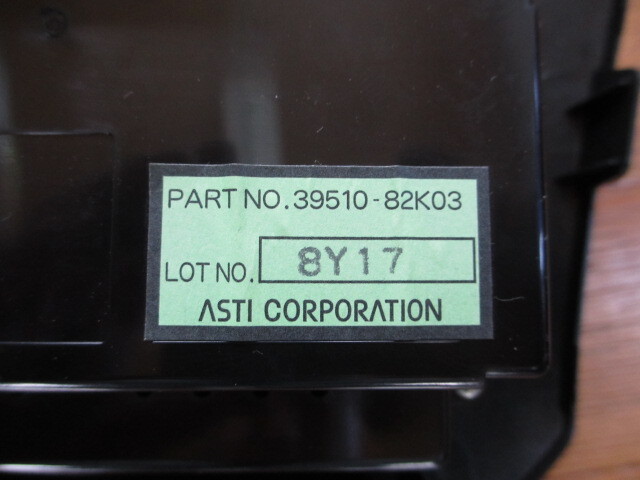 PART NO. 39510-82K03
LOT NO. 8Y17
ASTI CORPORATION